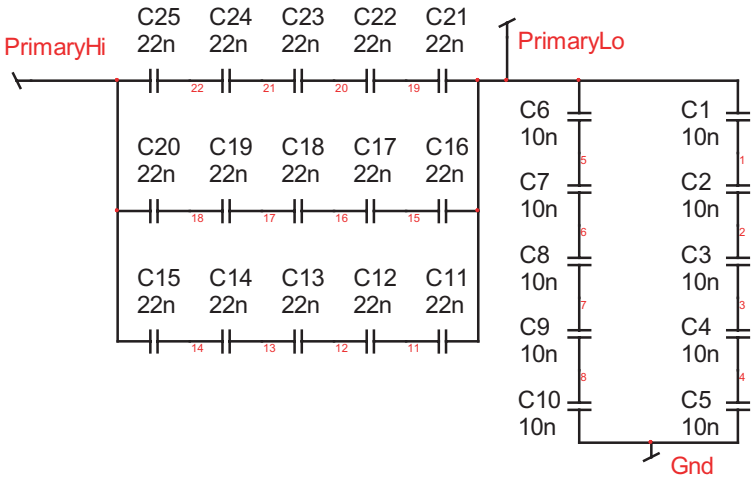 C25 C24 C23 C22 C21
22n 22n 22n 22n 22n
PrimaryHi
PrimaryLo
22 21 20 19
C20 C19 C18 C17 C16
22n 22n 22n 22n 22n
18 17 16 15
C15 C14 C13 C12 C11
22n 22n 22n 22n 22n
14 13 12 11
C6 C1
10n 10n
5 1
C7 C2
10n 10n
6 2
C8 C3
10n 10n
7 3
C9 C4
10n 10n
8 4
C10 C5
10n 10n
Gnd